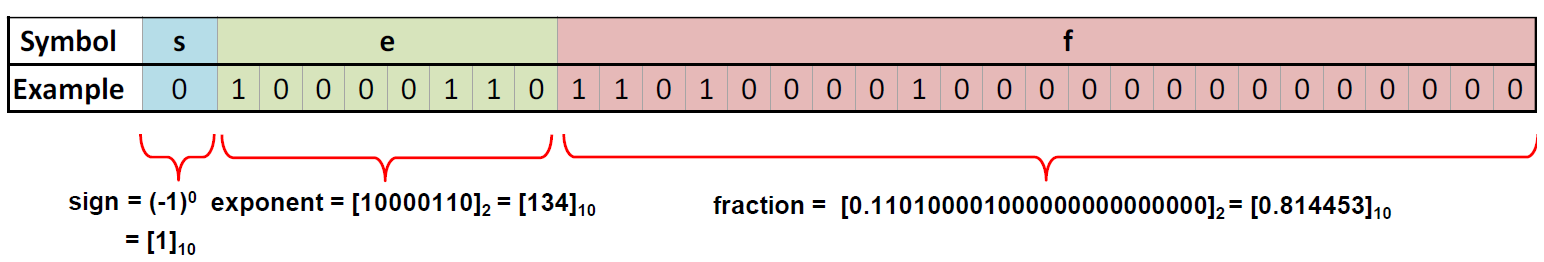 Symbol s e f
Example 0 1 0 0 0 0 1 1 0 1 1 0 1 0 0 0 0 1 0 0 0 0 0 0 0 0 0 0 0 0 0 0
sign = (-1)⁰ exponent = [10000110]₂ = [134]₁₀ fraction = [0.11010000100000000000000]₂ = [0.814453]₁₀
= [1]₁₀